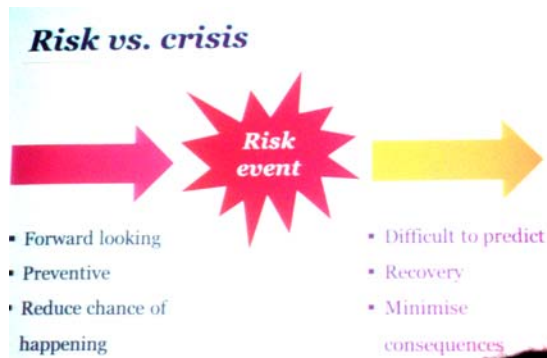 Risk vs. crisis
Risk
event
▪ Forward looking
▪ Preventive
▪ Reduce chance of
happening
▪ Difficult to predict
▪ Recovery
▪ Minimise
consequences